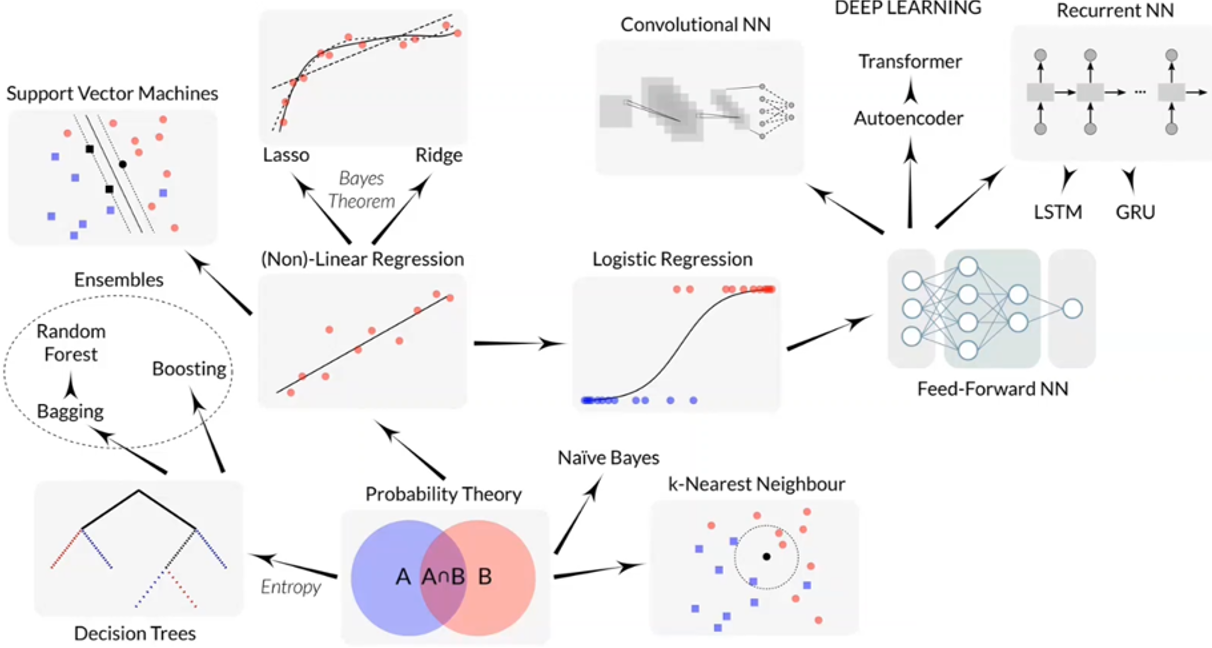 DEEP LEARNING
Recurrent NN
Convolutional NN
Transformer
Autoencoder
Support Vector Machines
Lasso
Ridge
Bayes
Theorem
LSTM
GRU
(Non)-Linear Regression
Logistic Regression
Ensembles
Random
Forest
Boosting
Bagging
Feed-Forward NN
Naïve Bayes
k-Nearest Neighbour
Probability Theory
A
A∩B
B
Entropy
Decision Trees
...